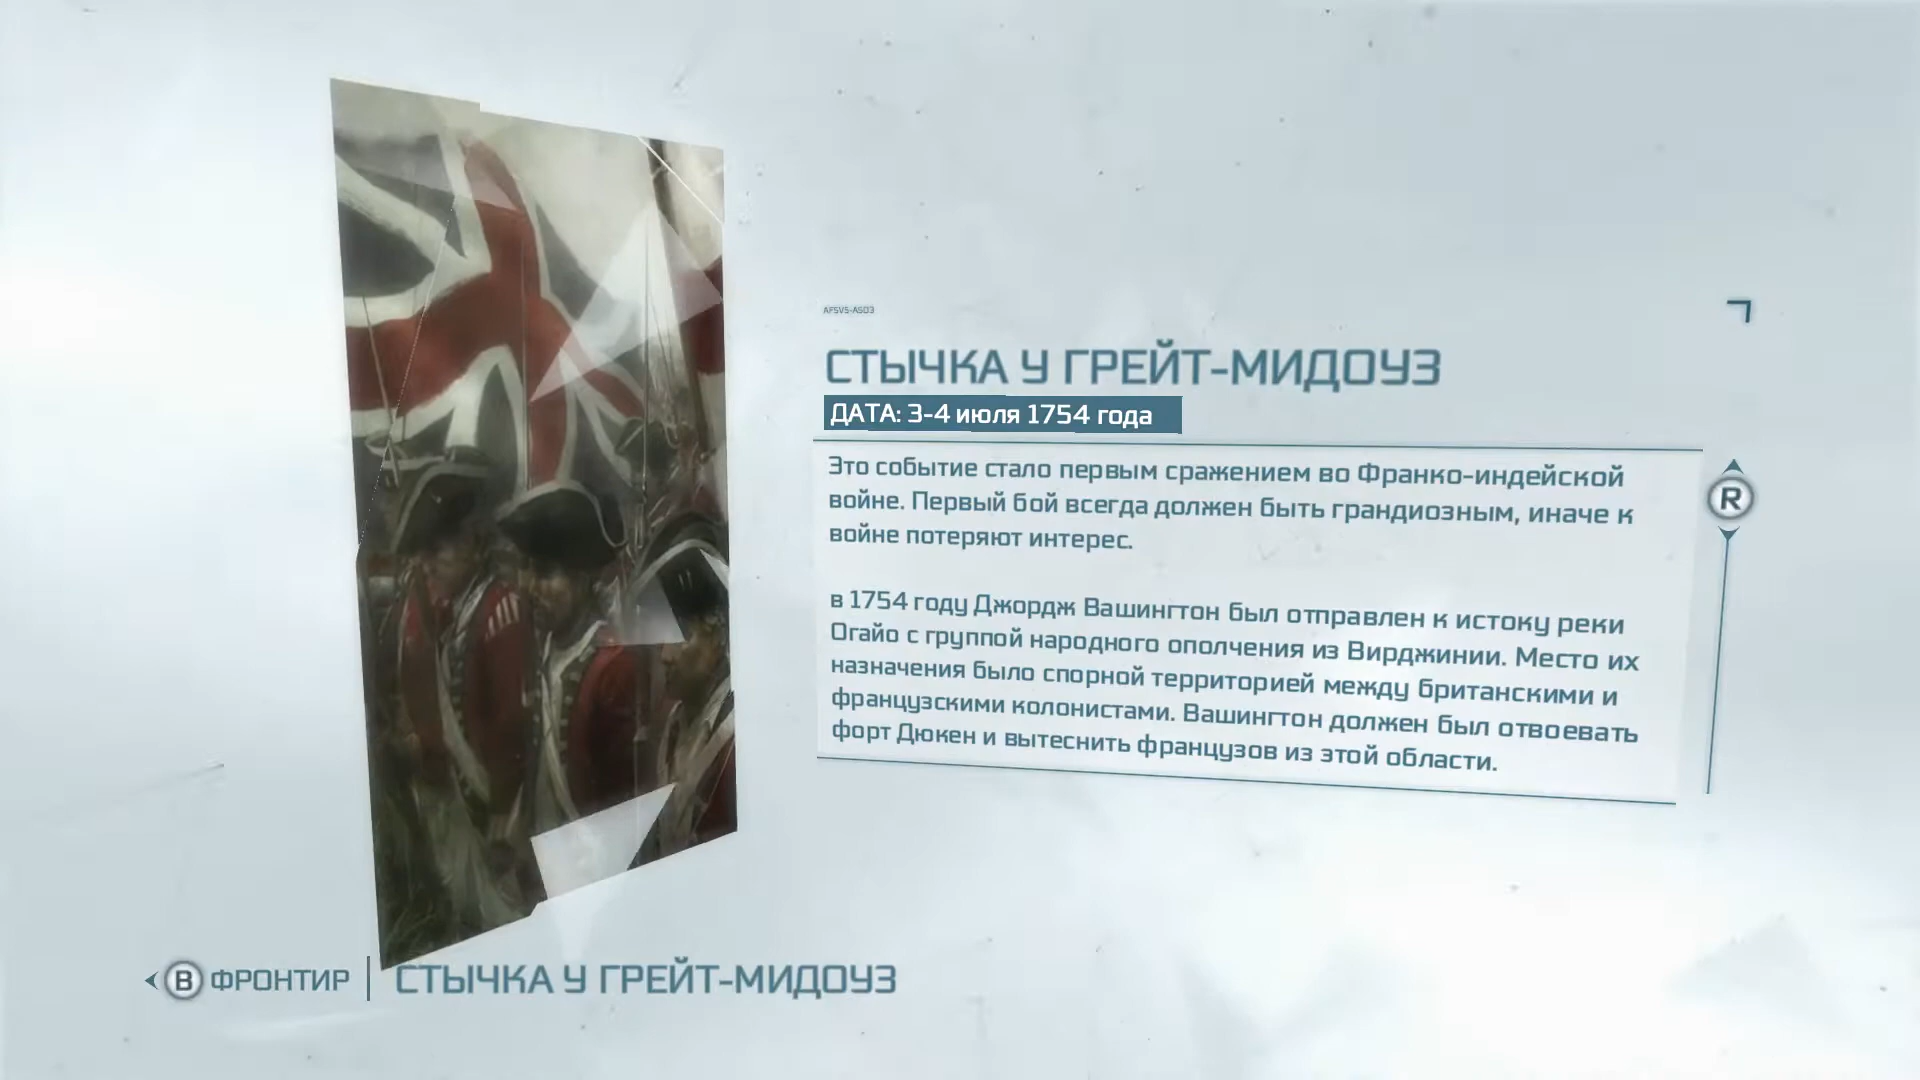 AFSVS-AS03
СТЫЧКА У ГРЕЙТ-МИДОУЗ
ДАТА: 3-4 июля 1754 года
Это событие стало первым сражением во Франко-индейской
войне. Первый бой всегда должен быть грандиозным, иначе к
войне потеряют интерес.
в 1754 году Джордж Вашингтон был отправлен к истоку реки
Огайо с группой народного ополчения из Вирджинии. Место их
назначения было спорной территорией между британскими и
французскими колонистами. Вашингтон должен был отвоевать
форт Дюкен и вытеснить французов из этой области.
R
B ФРОНТИР СТЫЧКА У ГРЕЙТ-МИДОУЗ